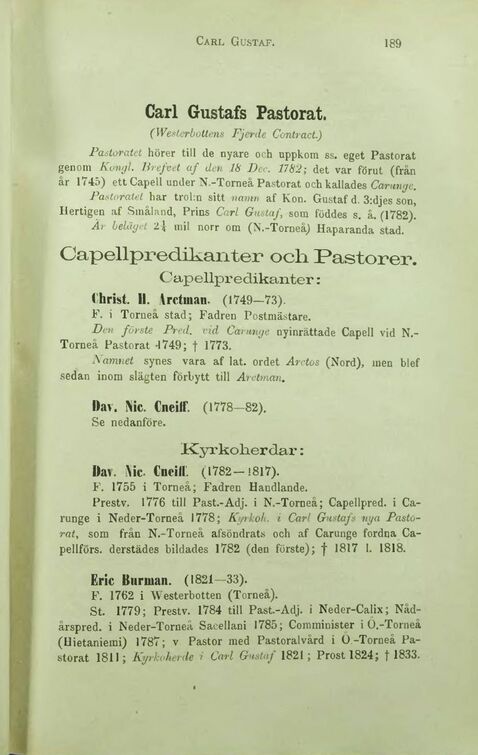 CARL GUSTAF. 189
Carl Gustafs Pastorat.
(Westerbottens Fjerde Contract.)
Pastoratet hörer till de nyare och uppkom ss. eget Pastorat
genom Kongl. Brefvet af den 18 Dec. 1782; det var förut (från
år 1745) ett Capell under N.-Torneå Pastorat och kallades Carunge.
Pastoratet har trol:n sitt namn af Kon. Gustaf d. 3:djes son,
Hertigen af Småland, Prins Carl Gustaf, som föddes s. å. (1782).
Är beläget 2¼ mil norr om (N.-Torneå) Haparanda stad.
Capellpredikanter och Pastorer.
Capellpredikanter:
Christ. H. Arctman. (1749—73).
F. i Torneå stad; Fadren Postmästare.
Den förste Pred. vid Carunge nyinrättade Capell vid N.-
Torneå Pastorat 1749; † 1773.
Namnet synes vara af lat. ordet Arctos (Nord), men blef
sedan inom slägten förbytt till Arctman.
Dav. Nic. Cneiff. (1778—82).
Se nedanföre.
Kyrkoherdar:
Dav. Nic. Cneiff. (1782—1817).
F. 1755 i Torneå; Fadren Handlande.
Prestv. 1776 till Past.-Adj. i N.-Torneå; Capellpred. i Ca-
runge i Neder-Torneå 1778; Kyrkoh. i Carl Gustafs nya Pasto-
rat, som från N.-Torneå afsöndrats och af Carunge fordna Ca-
pellförs. derstädes bildades 1782 (den förste); † 1817 l. 1818.
Eric Burman. (1821—33).
F. 1762 i Westerbotten (Torneå).
St. 1779; Prestv. 1784 till Past.-Adj. i Neder-Calix; Nåd-
årspred. i Neder-Torneå Sacellani 1785; Comminister i Ö.-Torneå
(Hietaniemi) 1787; v Pastor med Pastoralvård i Ö.-Torneå Pa-
storat 1811; Kyrkoherde i Carl Gustaf 1821; Prost 1824; † 1833.